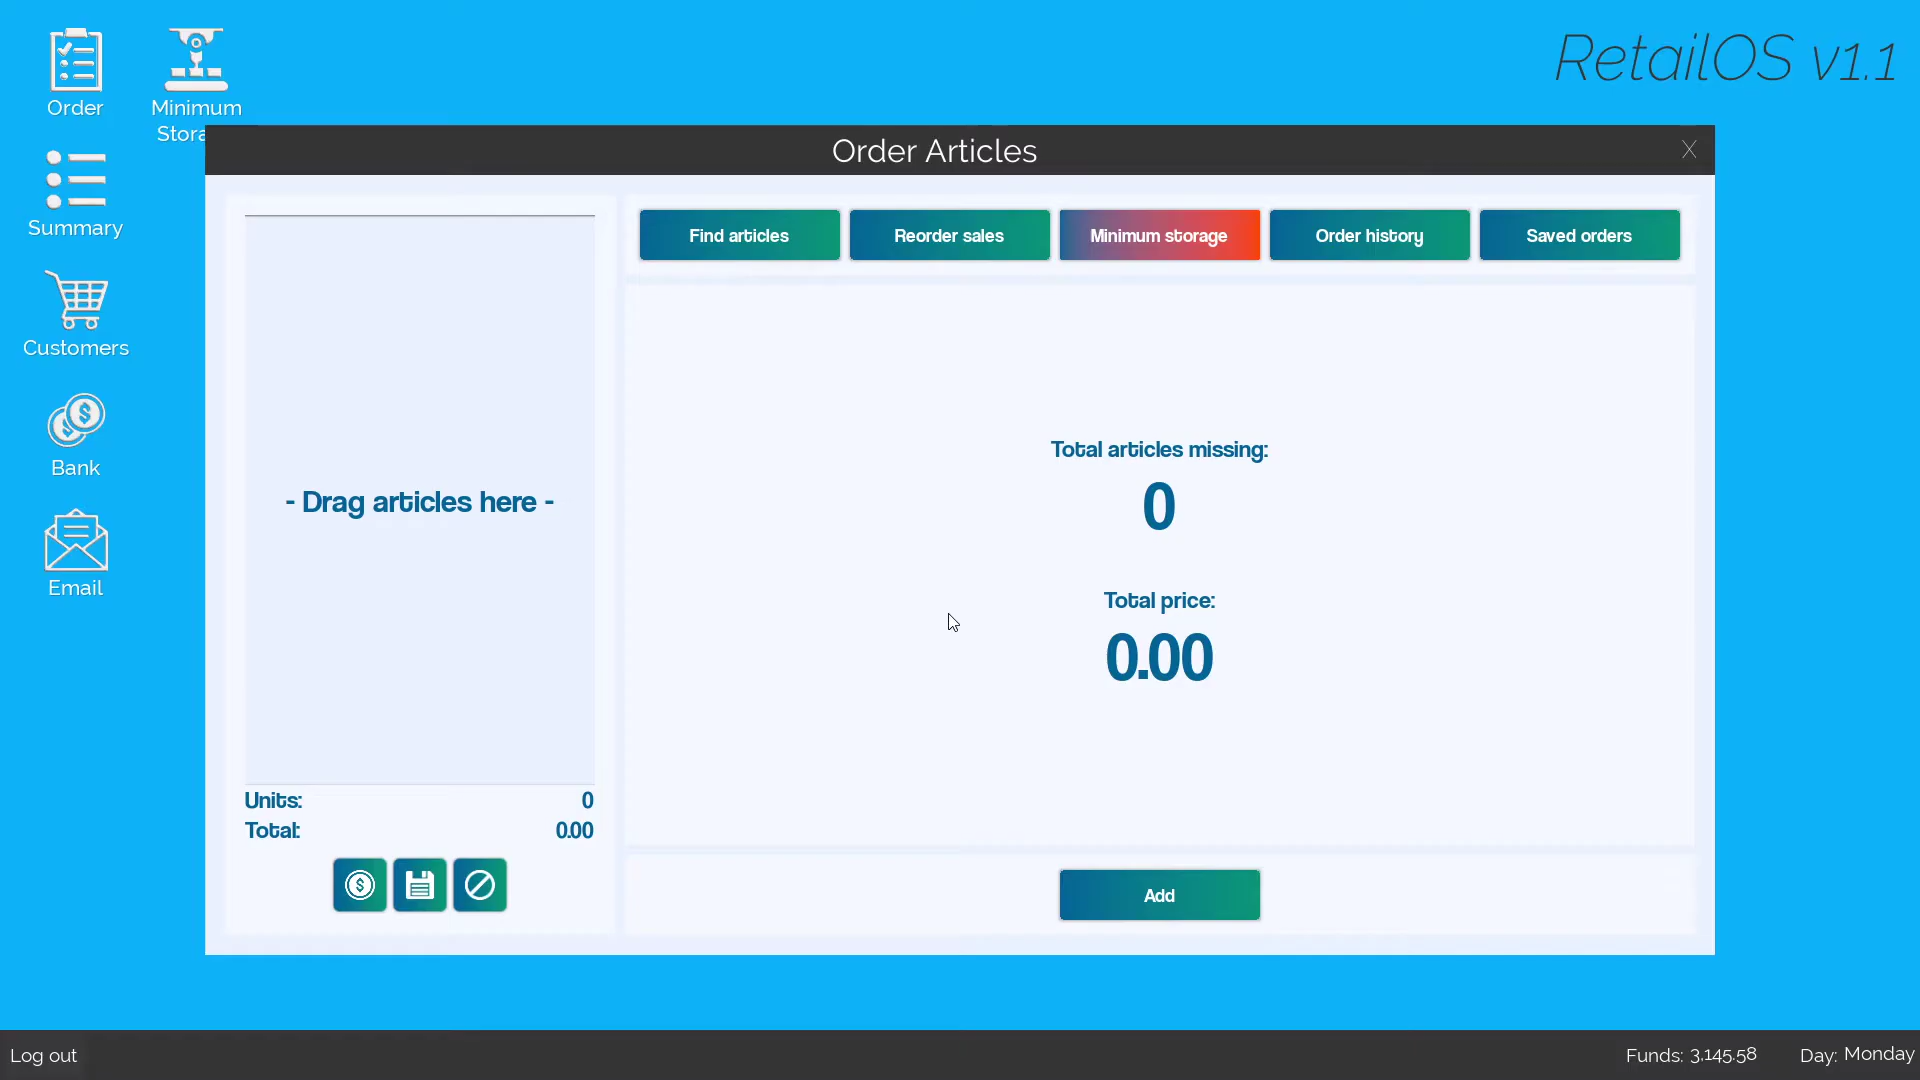 RetailOS v1.1
Order
Minimum
Stora
Summary
Customers
Bank
Email
Order Articles
X
Find articles
Reorder sales
Minimum storage
Order history
Saved orders
- Drag articles here -
Total articles missing:
0
Total price:
0.00
Units: 0
Total: 0.00
Add
Log out
Funds: 3,145.58
Day: Monday